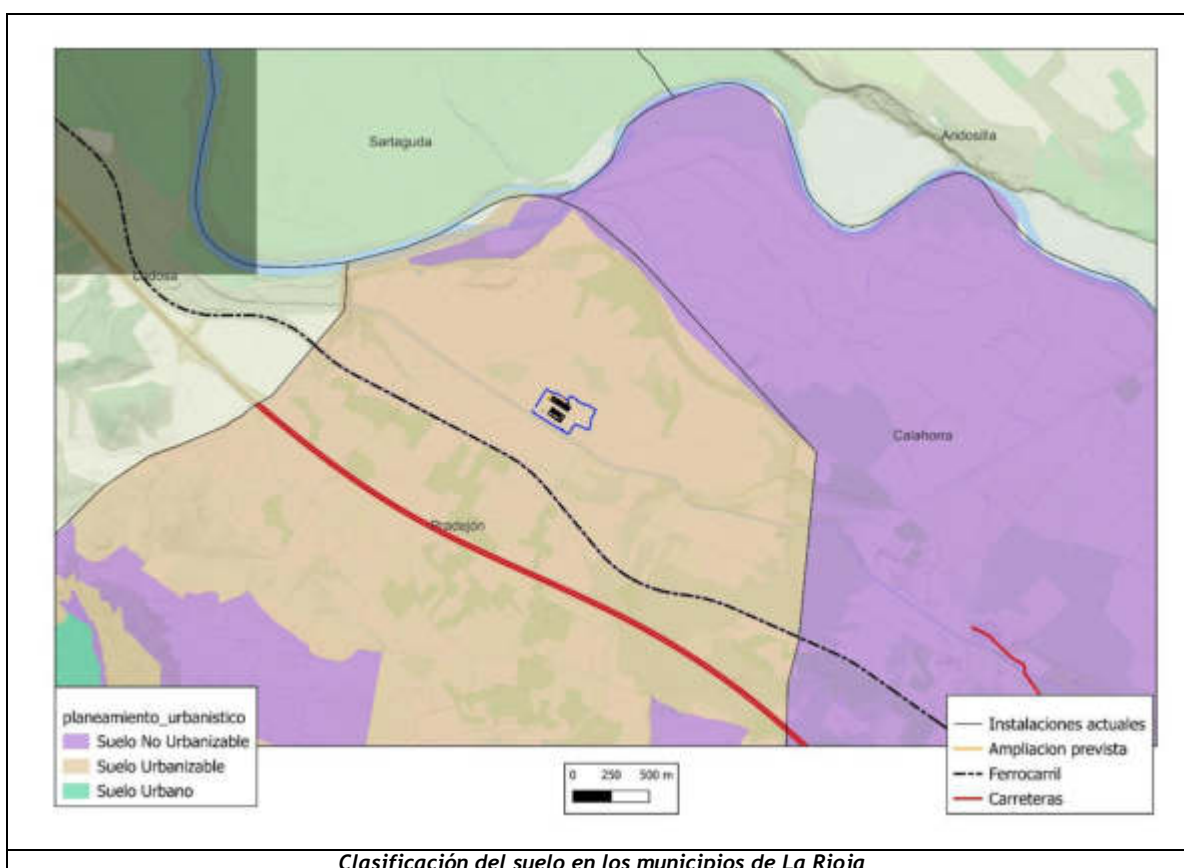 Sartaguda
Andosilla
Lodosa
Calahorra
Pradejón
planeamiento_urbanistico
Suelo No Urbanizable
Suelo Urbanizable
Suelo Urbano
0 250 500 m
Instalaciones actuales
Ampliacion prevista
Ferrocarril
Carreteras
Clasificación del suelo en los municipios de La Rioja